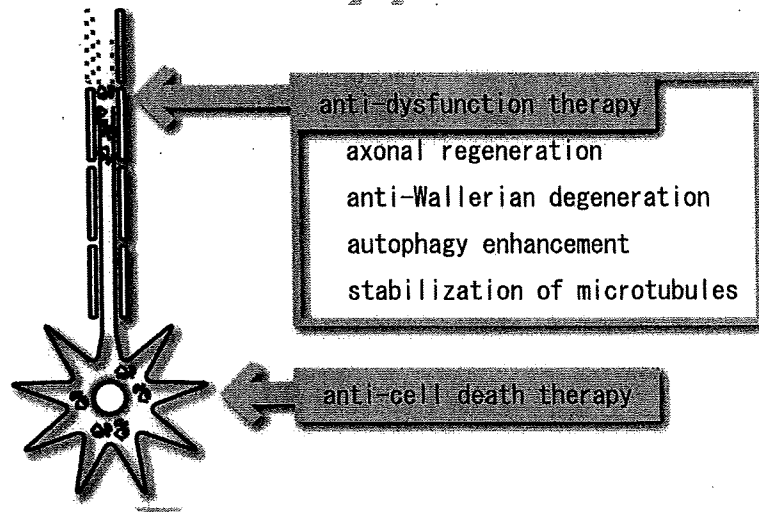 anti-dysfunction therapy
axonal regeneration
anti-Wallerian degeneration
autophagy enhancement
stabilization of microtubules
anti-cell death therapy